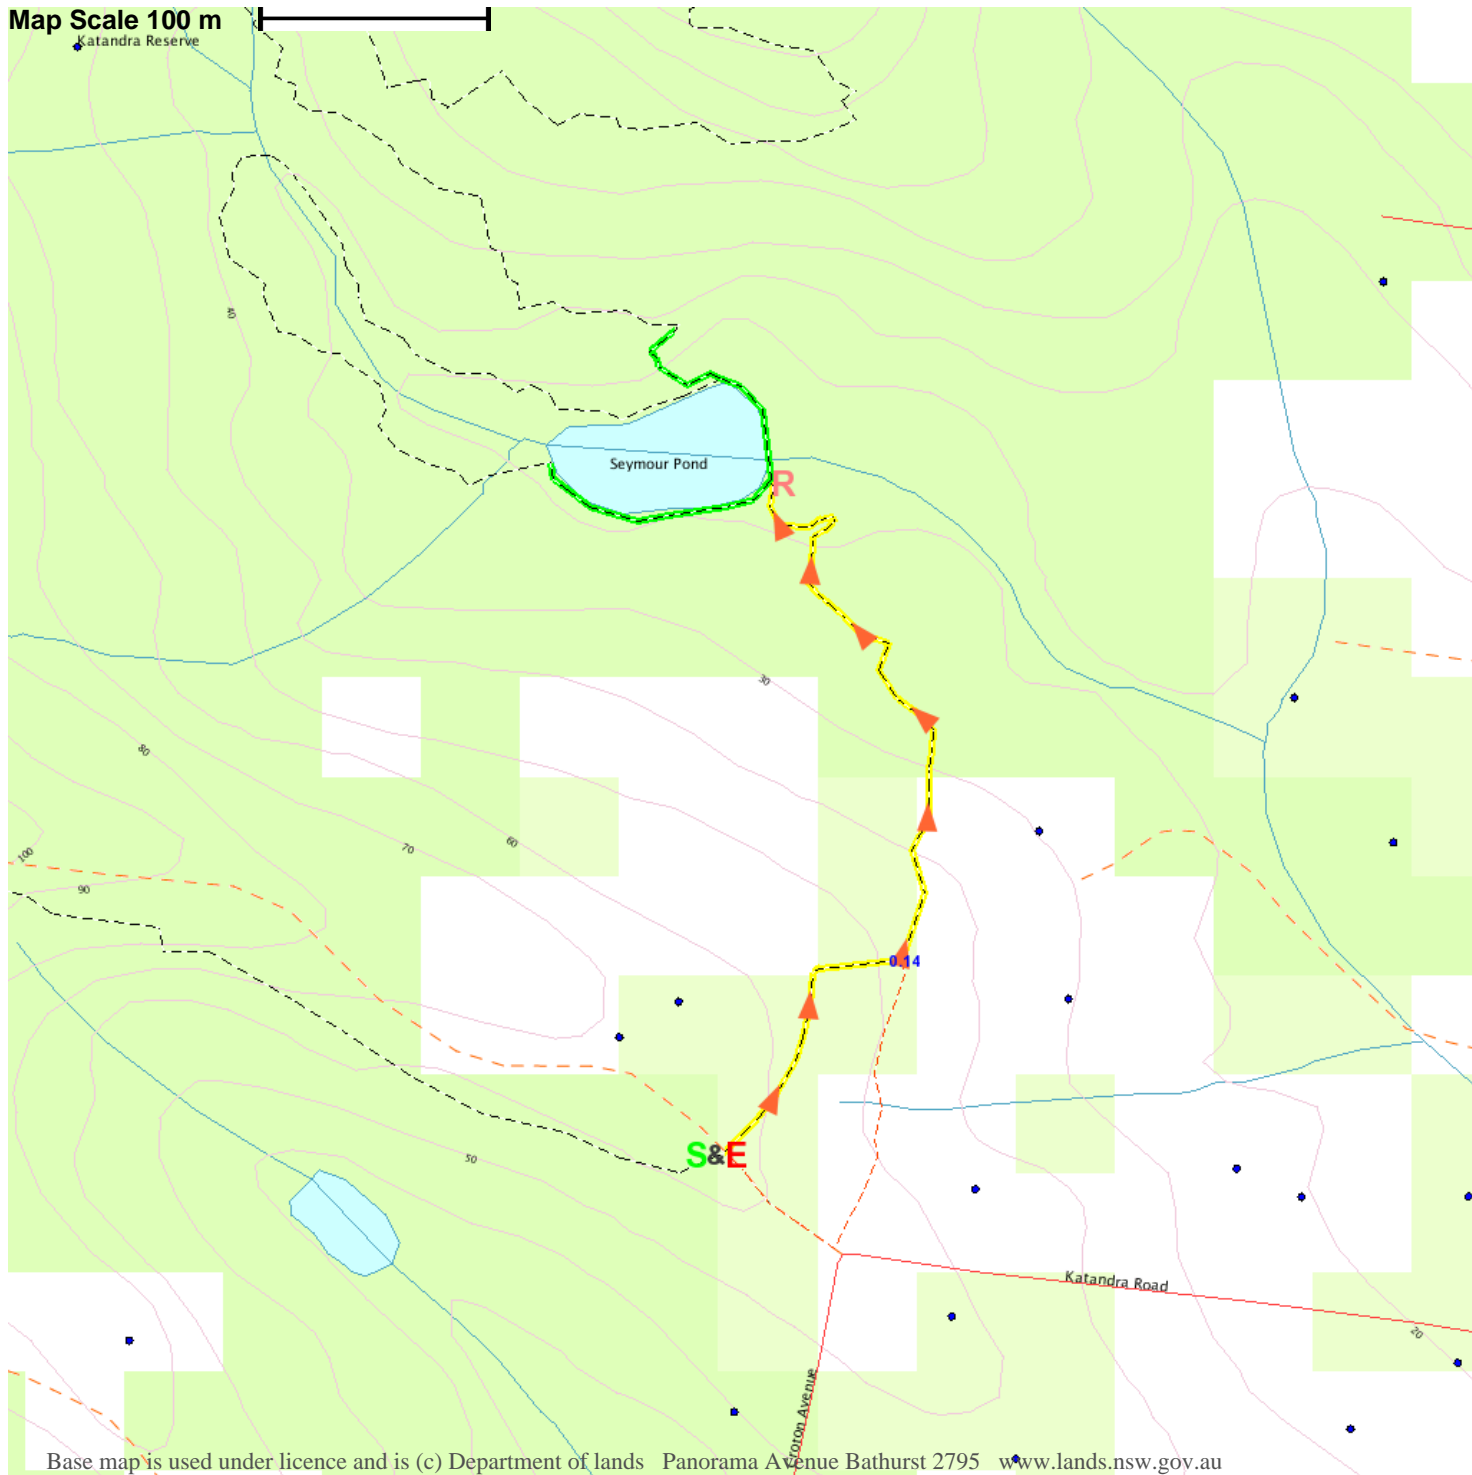 Map Scale 100 m
Katandra Reserve
40
Seymour Pond
R
30
80
70
60
100
90
0.14
S&E
50
Katandra Road
20
Base map is used under licence and is (c) Department of lands   Panorama Avenue Bathurst 2795   www.lands.nsw.gov.au